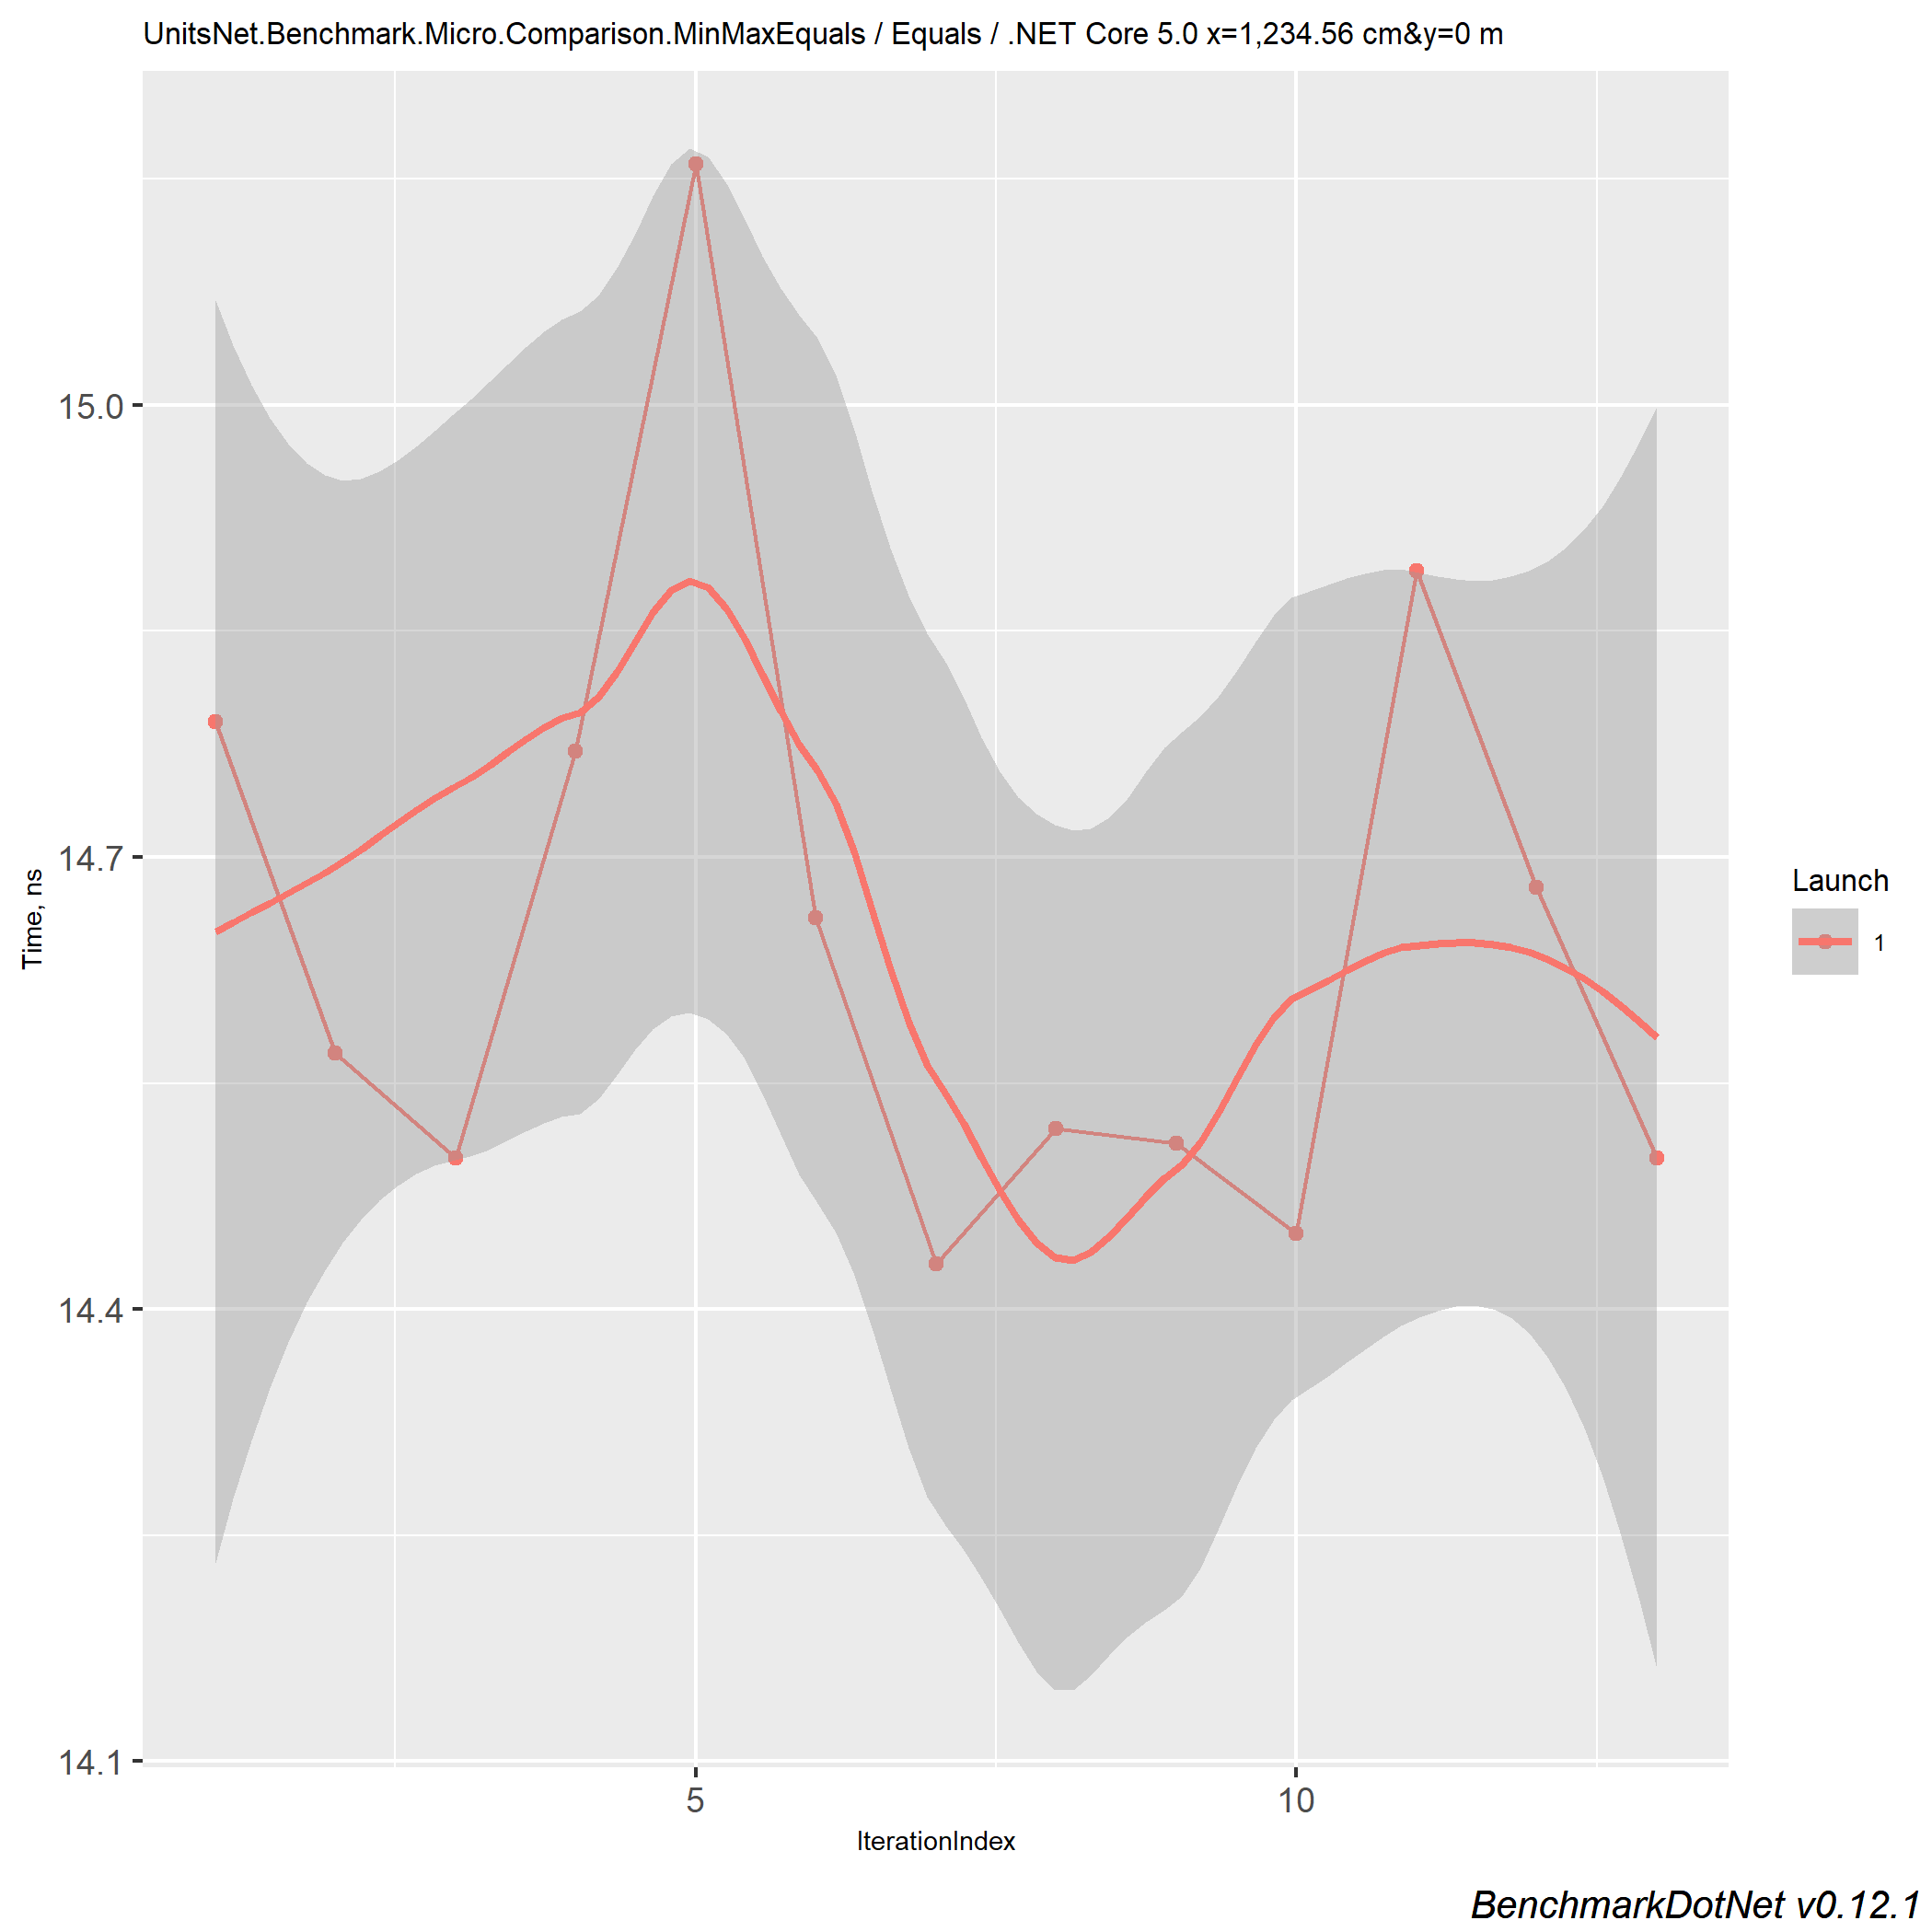 UnitsNet.Benchmark.Micro.Comparison.MinMaxEquals / Equals / .NET Core 5.0 x=1,234.56 cm&y=0 m
15.0
14.7
14.4
14.1
Time, ns
5
10
IterationIndex
Launch
1
BenchmarkDotNet v0.12.1